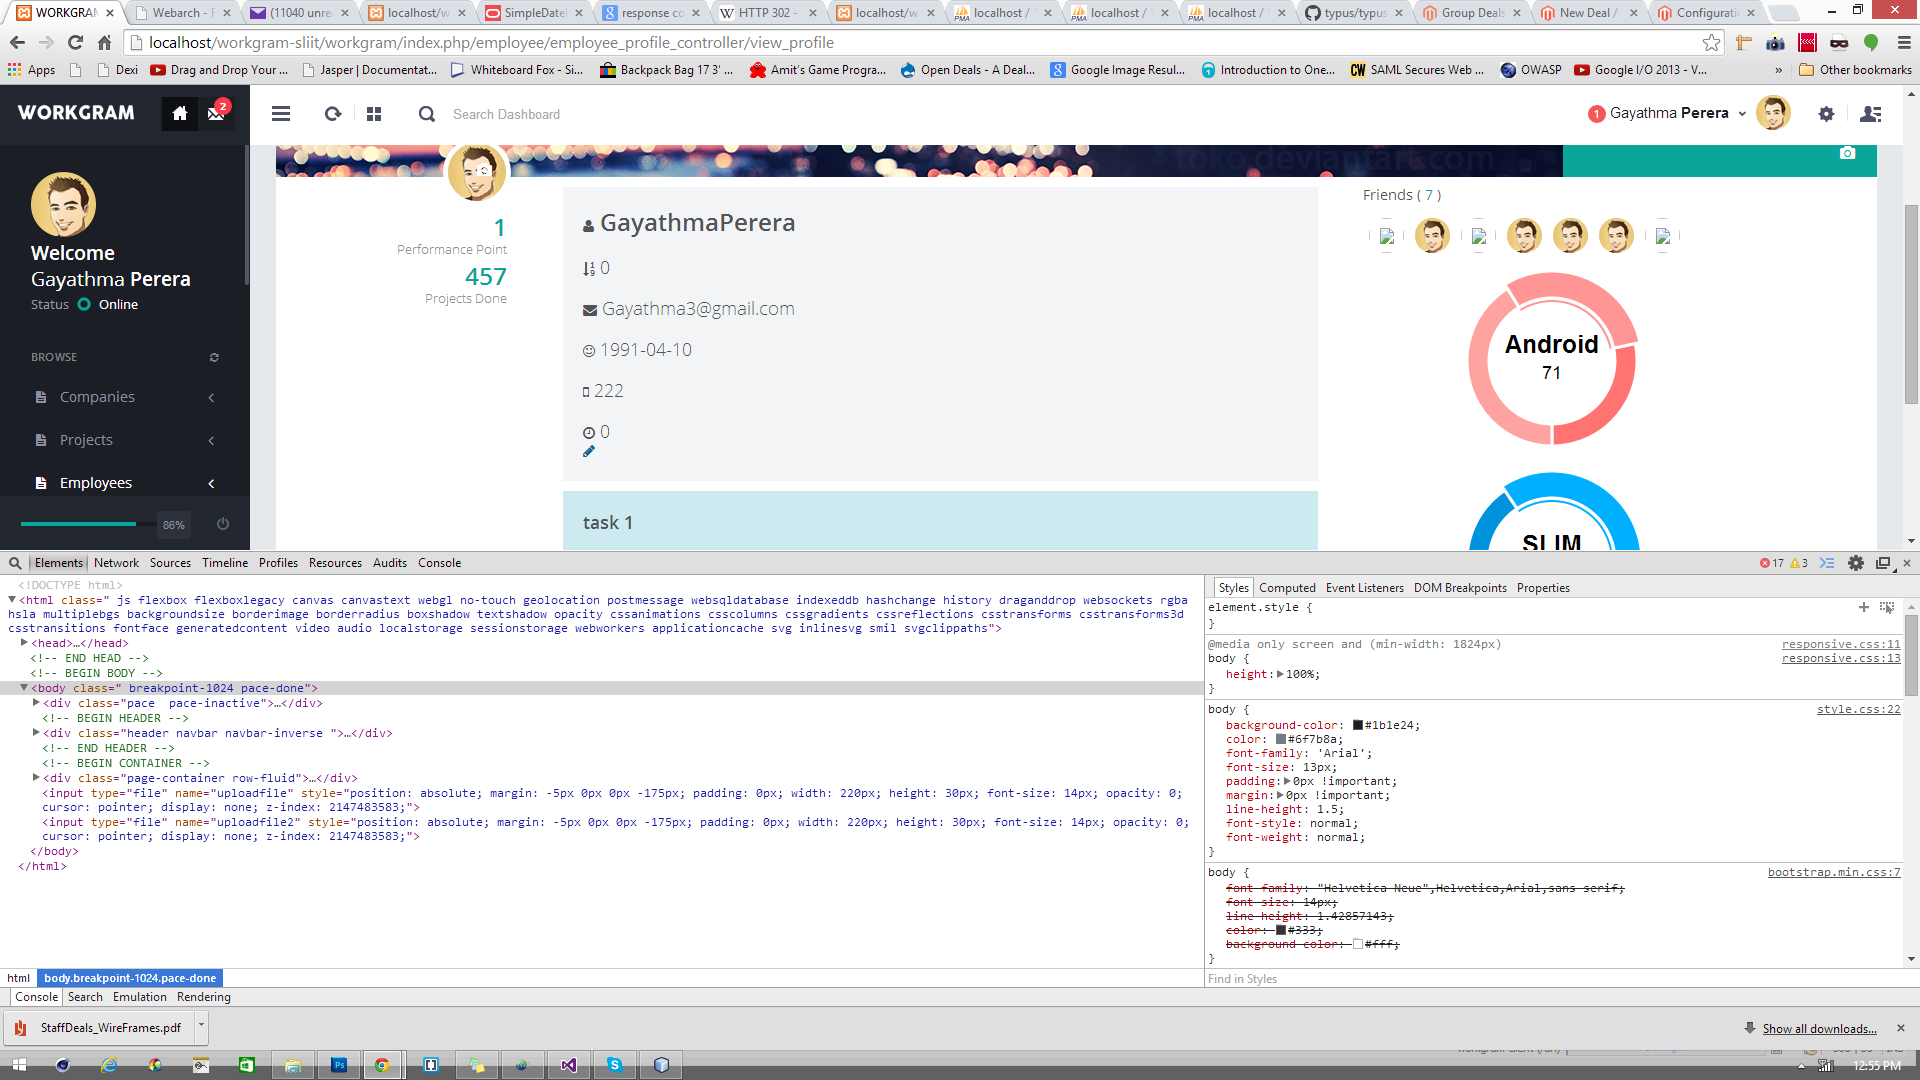 WORKGRAM
Webarch - 
(11040 unre
localhost/w
SimpleDate
response co
HTTP 302 -
localhost/w
localhost /
localhost /
localhost /
typus/typus
Group Deals
New Deal /
Configurati
localhost/workgram-sliit/workgram/index.php/employee/employee_profile_controller/view_profile
Apps
Dexi
Drag and Drop Your ...
Jasper | Documentat...
Whiteboard Fox - Si...
Backpack Bag 17 3' ...
Amit's Game Progra...
Open Deals - A Deal...
Google Image Resul...
Introduction to One...
SAML Secures Web ...
OWASP
Google I/O 2013 - V...
» Other bookmarks
WORKGRAM
2
Search Dashboard
1 Gayathma Perera
Welcome
Gayathma Perera
Status Online
BROWSE
Companies
Projects
Employees
86%
1
Performance Point
457
Projects Done
GayathmaPerera
0
Gayathma3@gmail.com
1991-04-10
222
0
task 1
Friends ( 7 )
Android
71
SLIM
Elements Network Sources Timeline Profiles Resources Audits Console
17 3
<!DOCTYPE html>
<html class=" js flexbox flexboxlegacy canvas canvastext webgl no-touch geolocation postmessage websqldatabase indexeddb hashchange history draganddrop websockets rgba
hsla multiplebgs backgroundsize borderimage borderradius boxshadow textshadow opacity cssanimations csscolumns cssgradients cssreflections csstransforms csstransforms3d
csstransitions fontface generatedcontent video audio localstorage sessionstorage webworkers applicationcache svg inlinesvg smil svgclippaths">
<head>…</head>
<!-- END HEAD -->
<!-- BEGIN BODY -->
<body class=" breakpoint-1024 pace-done">
<div class="pace  pace-inactive">…</div>
<!-- BEGIN HEADER -->
<div class="header navbar navbar-inverse ">…</div>
<!-- END HEADER -->
<!-- BEGIN CONTAINER -->
<div class="page-container row-fluid">…</div>
<input type="file" name="uploadfile" style="position: absolute; margin: -5px 0px 0px -175px; padding: 0px; width: 220px; height: 30px; font-size: 14px; opacity: 0;
cursor: pointer; display: none; z-index: 2147483583;">
<input type="file" name="uploadfile2" style="position: absolute; margin: -5px 0px 0px -175px; padding: 0px; width: 220px; height: 30px; font-size: 14px; opacity: 0;
cursor: pointer; display: none; z-index: 2147483583;">
</body>
</html>
Styles Computed Event Listeners DOM Breakpoints Properties
element.style {
}
@media only screen and (min-width: 1824px) responsive.css:11
body { responsive.css:13
height: 100%;
}
body { style.css:22
background-color: #1b1e24;
color: #6f7b8a;
font-family: 'Arial';
font-size: 13px;
padding: 0px !important;
margin: 0px !important;
line-height: 1.5;
font-style: normal;
font-weight: normal;
}
body { bootstrap.min.css:7
font-family: "Helvetica Neue",Helvetica,Arial,sans-serif;
font-size: 14px;
line-height: 1.42857143;
color: #333;
background-color: #fff;
}
html body.breakpoint-1024.pace-done
Find in Styles
Console Search Emulation Rendering
StaffDeals_WireFrames.pdf
Show all downloads...
12:55 PM